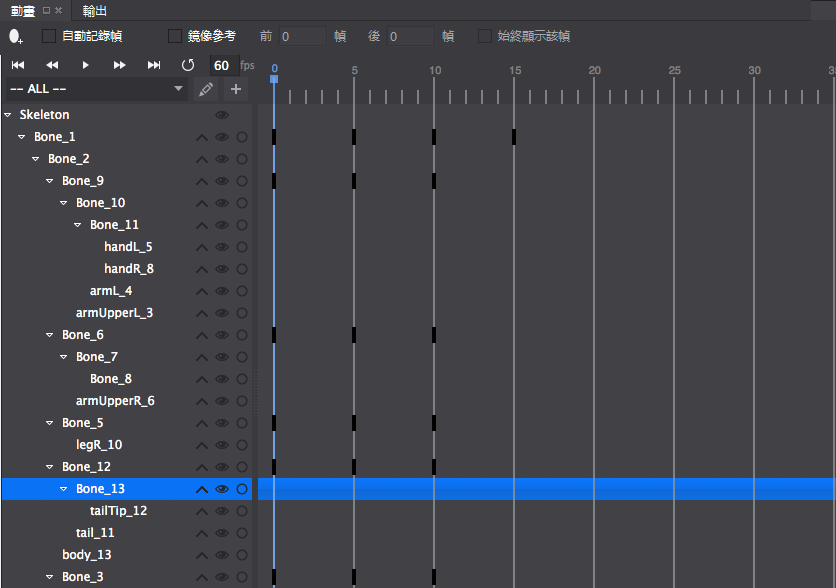 動畫 輸出
自動記錄幀 鏡像參考 前 0 幀 後 0 幀 始終顯示該幀
60 fps
0 5 10 15 20 25 30
-- ALL --
Skeleton
Bone_1
Bone_2
Bone_9
Bone_10
Bone_11
handL_5
handR_8
armL_4
armUpperL_3
Bone_6
Bone_7
Bone_8
armUpperR_6
Bone_5
legR_10
Bone_12
Bone_13
tailTip_12
tail_11
body_13
Bone_3